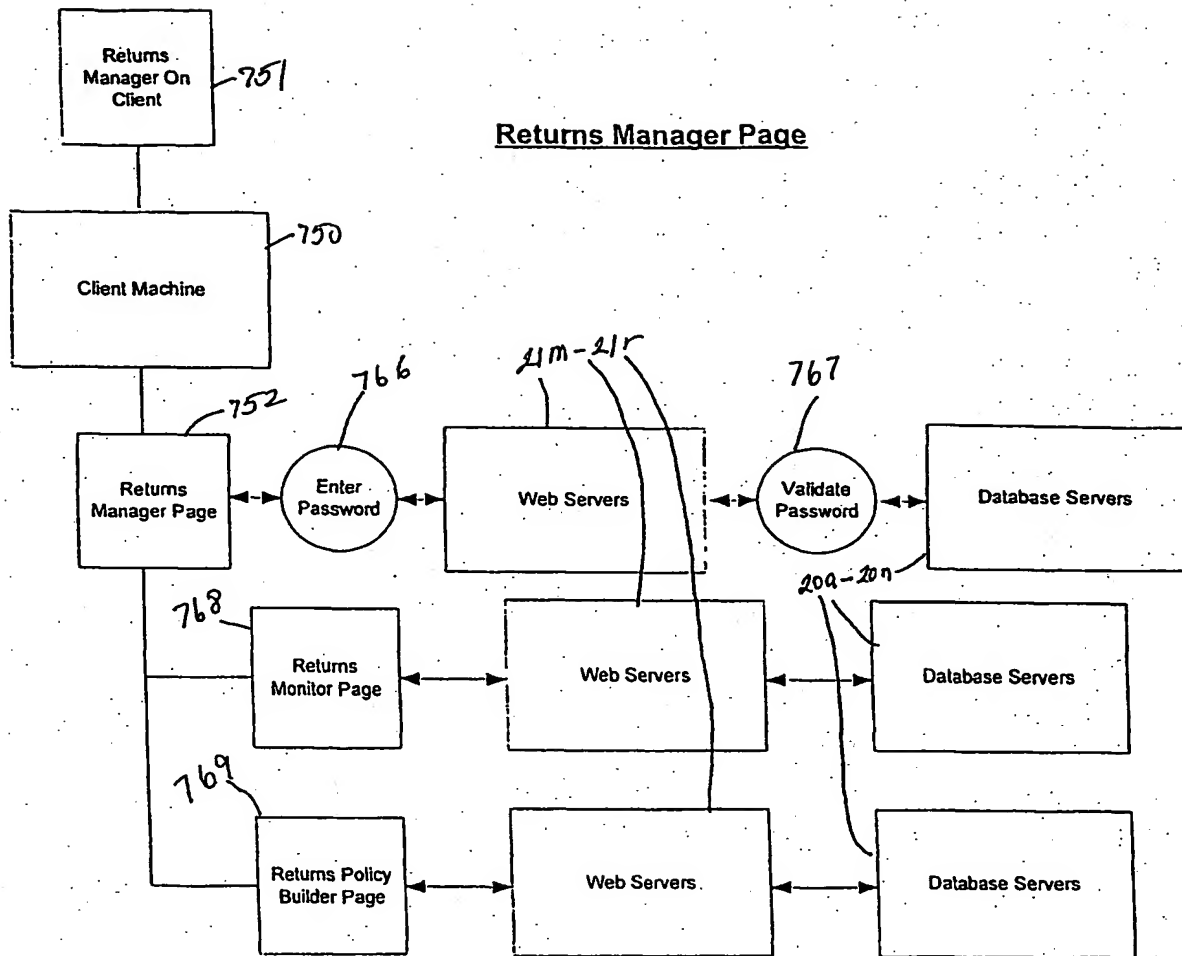 Returns
Manager On
Client
751
Returns Manager Page
750
Client Machine
21m-21r
766
767
752
Returns
Manager Page
Enter
Password
Web Servers
Validate
Password
Database Servers
20a-20n
768
Returns
Monitor Page
Web Servers
Database Servers
769
Returns Policy
Builder Page
Web Servers
Database Servers